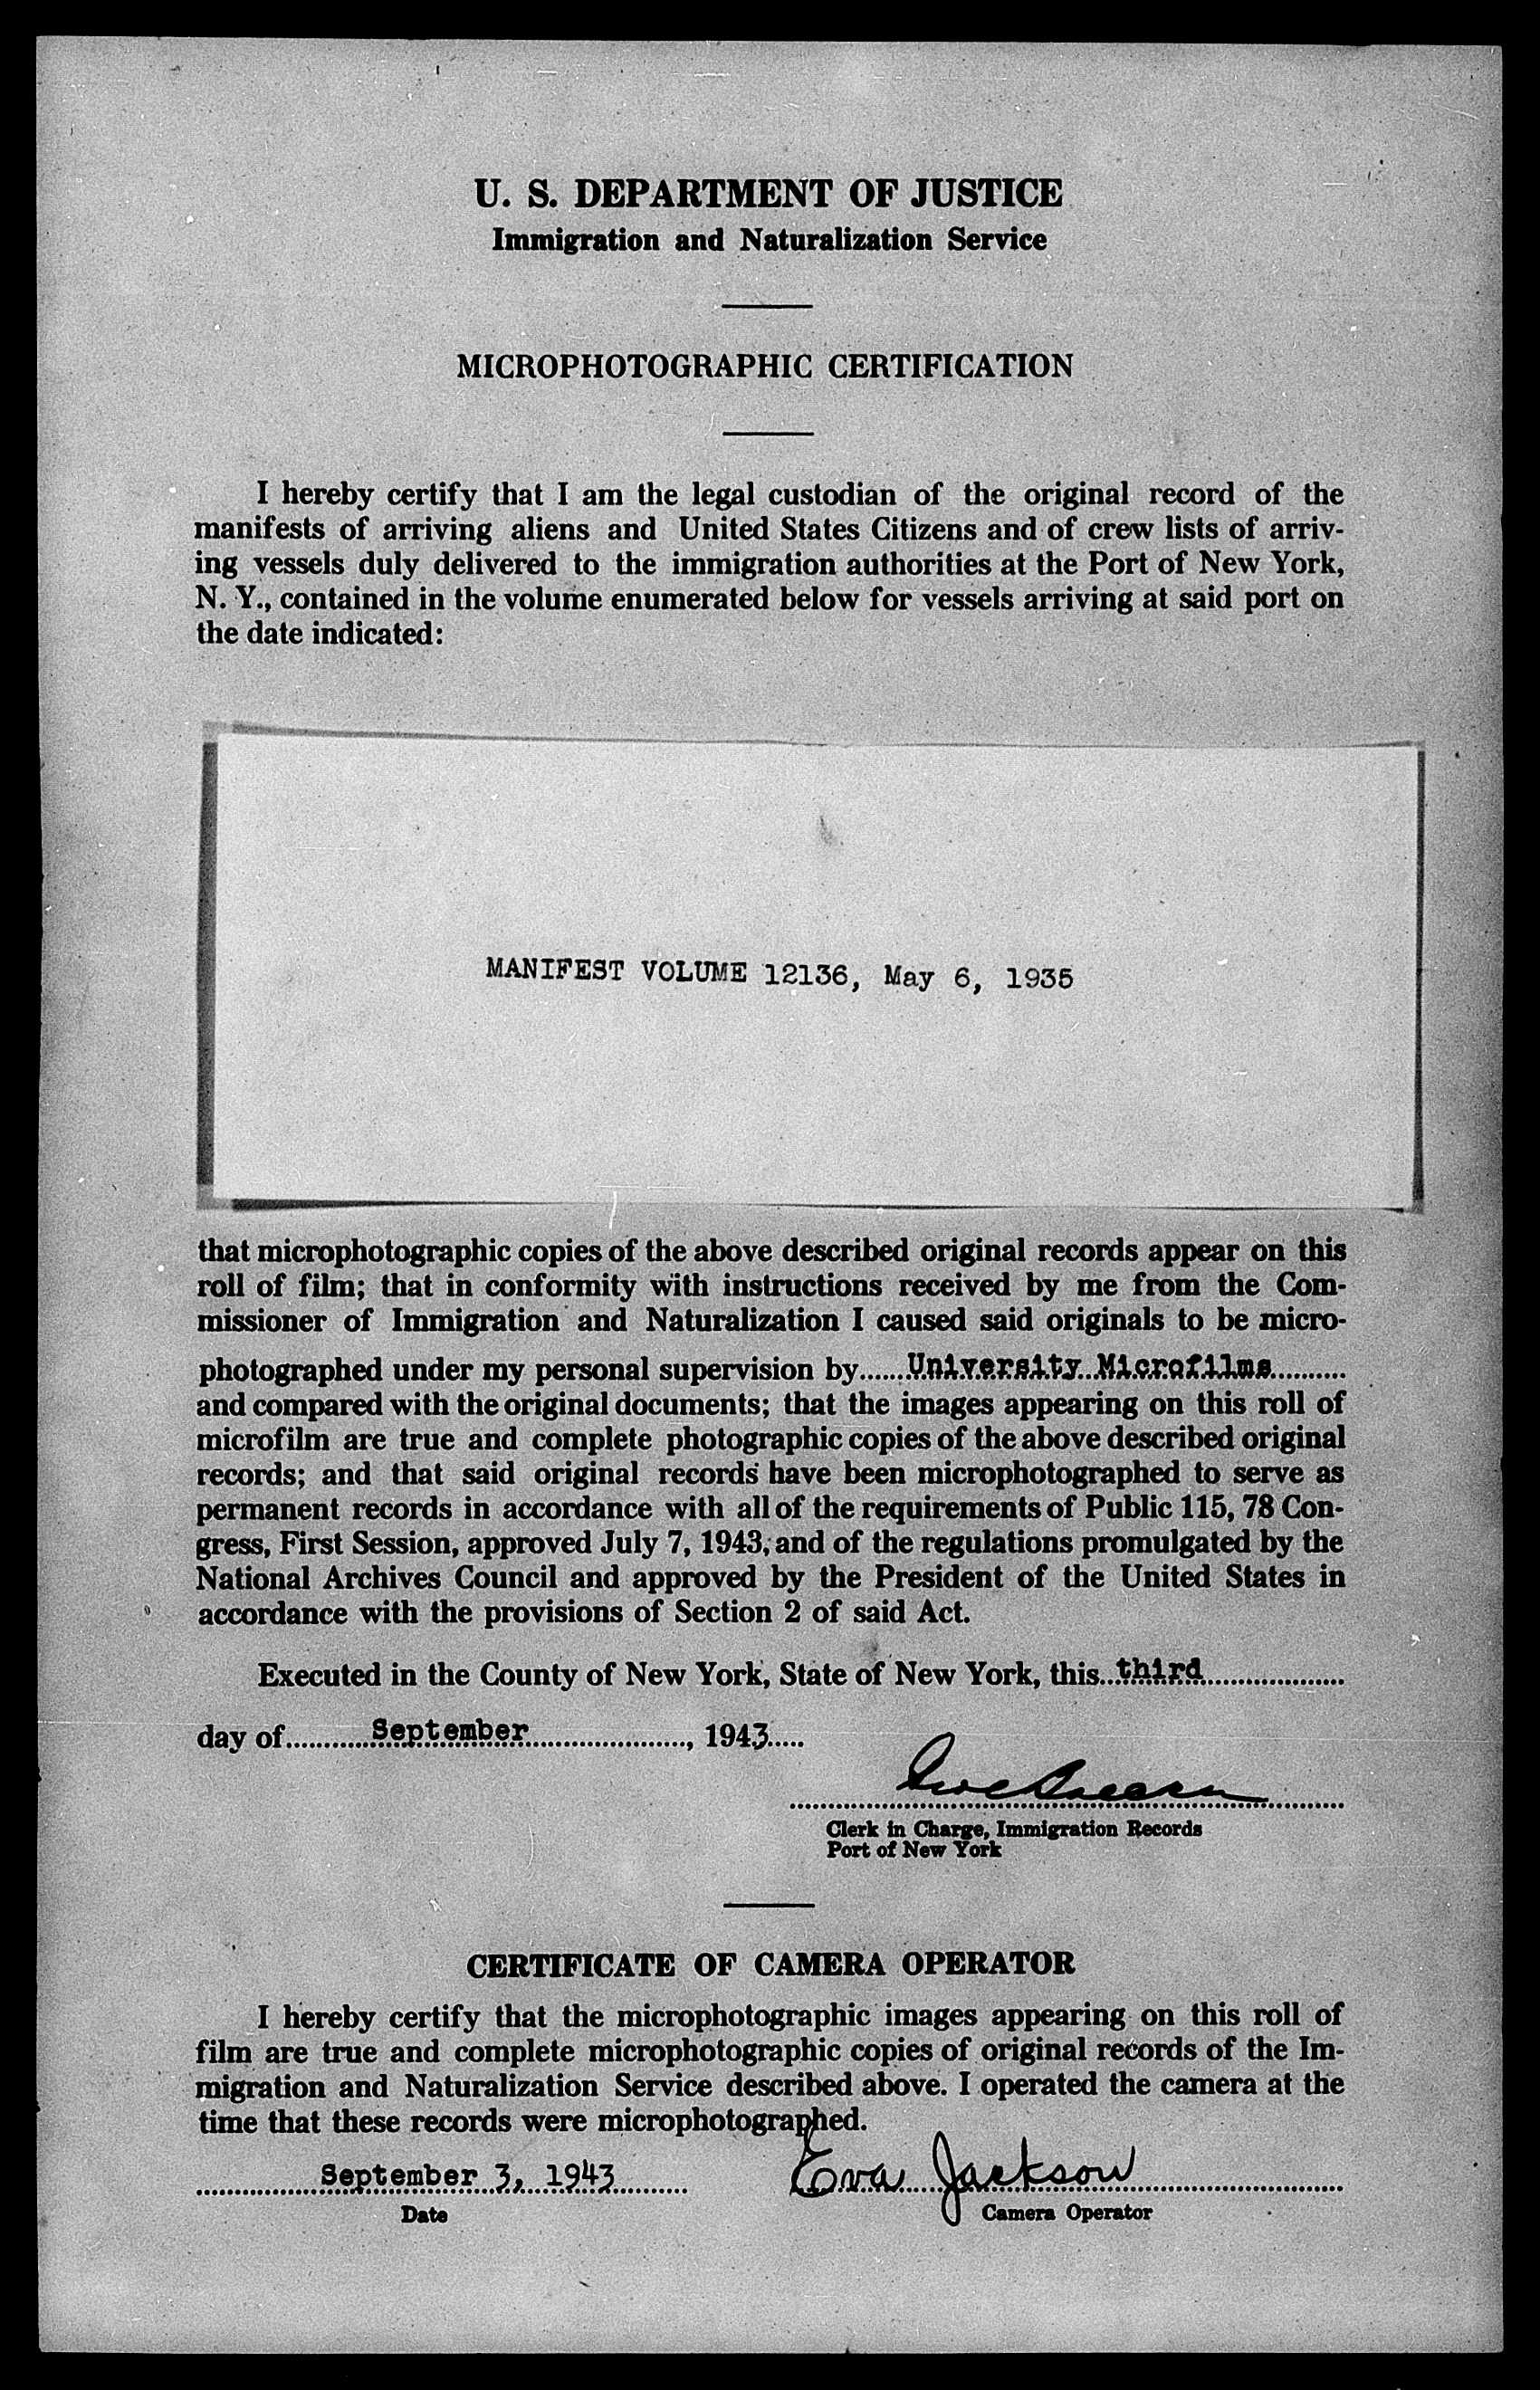 U. S. DEPARTMENT OF JUSTICE
Immigration and Naturalization Service
MICROPHOTOGRAPHIC CERTIFICATION
I hereby certify that I am the legal custodian of the original record of the
manifests of arriving aliens and United States Citizens and of crew lists of arriv-
ing vessels duly delivered to the immigration authorities at the Port of New York,
N. Y., contained in the volume enumerated below for vessels arriving at said port on
the date indicated:
MANIFEST VOLUME 12136, May 6, 1935
that microphotographic copies of the above described original records appear on this
roll of film; that in conformity with instructions received by me from the Com-
missioner of Immigration and Naturalization I caused said originals to be micro-
photographed under my personal supervision by......University Microfilms..........
and compared with the original documents; that the images appearing on this roll of
microfilm are true and complete photographic copies of the above described original
records; and that said original records have been microphotographed to serve as
permanent records in accordance with all of the requirements of Public 115, 78 Con-
gress, First Session, approved July 7, 1943, and of the regulations promulgated by the
National Archives Council and approved by the President of the United States in
accordance with the provisions of Section 2 of said Act.
Executed in the County of New York, State of New York, this..third....................
day of...........September...................., 1943.....
Clerk in Charge, Immigration Records
Port of New York
CERTIFICATE OF CAMERA OPERATOR
I hereby certify that the microphotographic images appearing on this roll of
film are true and complete microphotographic copies of original records of the Im-
migration and Naturalization Service described above. I operated the camera at the
time that these records were microphotographed.
September 3, 1943 Eva Jackson
Date Camera Operator